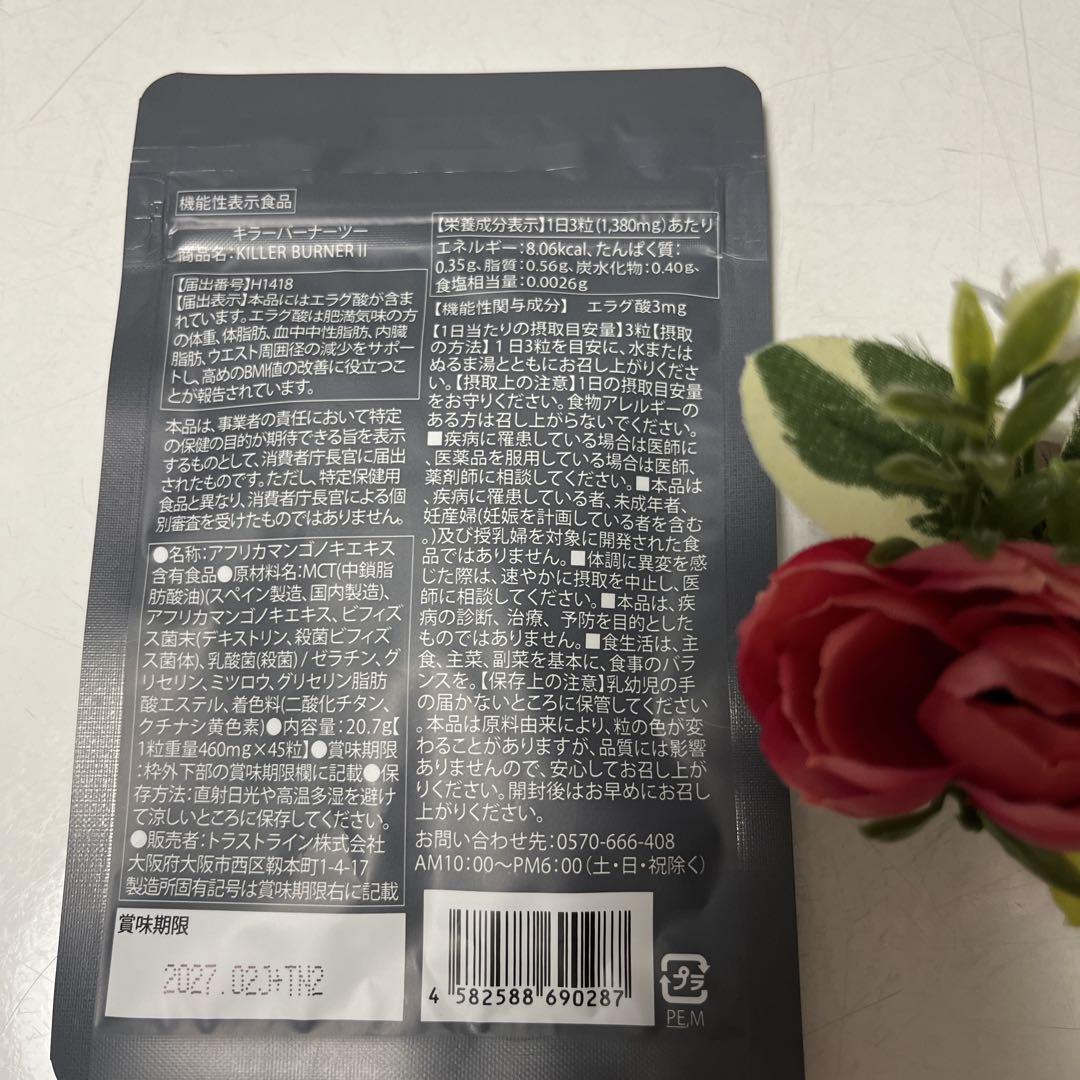 機能性表示食品
キラーバーナーツー
商品名:KILLER BURNER II
【届出番号】H1418
【届出表示】本品にはエラグ酸が含ま
れています。エラグ酸は肥満気味の方
の体重、体脂肪、血中中性脂肪、内臓
脂肪、ウエスト周囲径の減少をサポー
トし、高めのBMI値の改善に役立つこ
とが報告されています。
本品は、事業者の責任において特定
の保健の目的が期待できる旨を表示
するものとして、消費者庁長官に届出
されたものです。ただし、特定保健用
食品と異なり、消費者庁長官による個
別審査を受けたものではありません。
●名称:アフリカマンゴノキエキス
含有食品●原材料名:MCT(中鎖脂
肪酸油)(スペイン製造、国内製造)、
アフリカマンゴノキエキス、ビフィズ
ス菌末(デキストリン、殺菌ビフィズ
ス菌体)、乳酸菌(殺菌)/ゼラチン、グ
リセリン、ミツロウ、グリセリン脂肪
酸エステル、着色料(二酸化チタン、
クチナシ黄色素)●内容量:20.7g【
1粒重量460mg×45粒】●賞味期限
:枠外下部の賞味期限欄に記載●保
存方法:直射日光や高温多湿を避け
て涼しいところに保存してください。
●販売者:トラストライン株式会社
大阪府大阪市西区靱本町1-4-17
製造所固有記号は賞味期限右に記載
賞味期限
2027.02J+TN2
【栄養成分表示】1日3粒(1,380mg)あたり
エネルギー:8.06kcal、たんぱく質:
0.35g、脂質:0.56g、炭水化物:0.40g、
食塩相当量:0.0026g
【機能性関与成分】 エラグ酸3mg
【1日当たりの摂取目安量】3粒【摂取
の方法】1日3粒を目安に、水または
ぬるま湯とともにお召し上がりくださ
い。【摂取上の注意】1日の摂取目安量
をお守りください。食物アレルギーの
ある方は召し上がらないでください。
■疾病に罹患している場合は医師に
、医薬品を服用している場合は医師、
薬剤師に相談してください。■本品は
、疾病に罹患している者、未成年者、
妊産婦(妊娠を計画している者を含む
。)及び授乳婦を対象に開発された食
品ではありません。■体調に異変を感
じた際は、速やかに摂取を中止し、医
師に相談してください。■本品は、疾
病の診断、治療、予防を目的とした
ものではありません。■食生活は、主
食、主菜、副菜を基本に、食事のバラ
ンスを。【保存上の注意】乳幼児の手
の届かないところに保管してください
。本品は原料由来により、粒の色が変
わることがありますが、品質には影響
ありませんので、安心してお召し上が
りください。開封後はお早めにお召し
上がりください。
お問い合わせ先:0570-666-408
AM10:00～PM6:00(土・日・祝除く)
4 582588 690287
プラ
PE,M